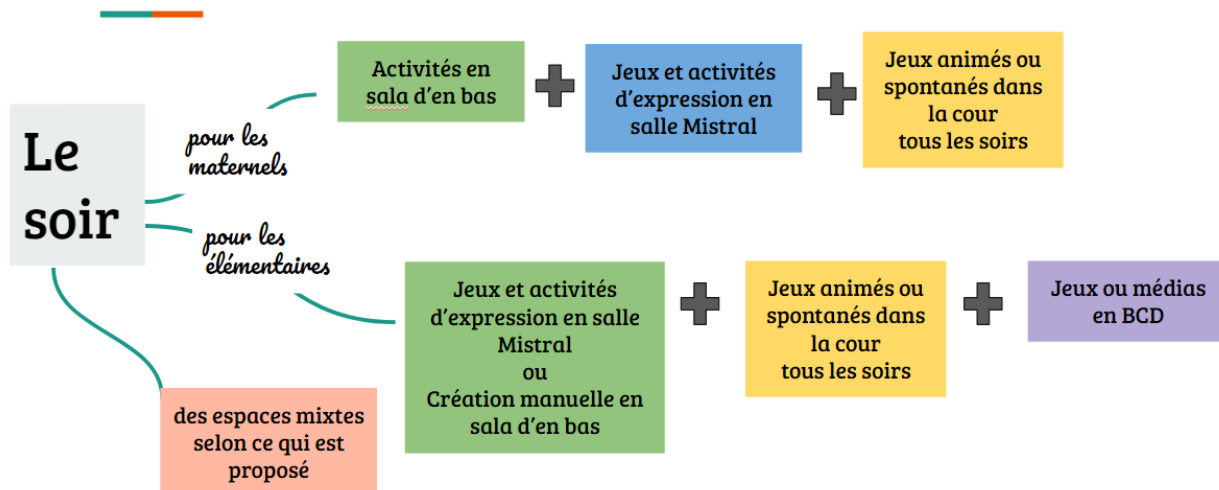 Le
soir
pour les
maternels
Activités en
sala d'en bas
Jeux et activités
d'expression en
salle Mistral
Jeux animés ou
spontanés dans
la cour
tous les soirs
pour les
élémentaires
Jeux et activités
d'expression en salle
Mistral
ou
Création manuelle en
sala d'en bas
Jeux animés ou
spontanés dans
la cour
tous les soirs
Jeux ou médias
en BCD
des espaces mixtes
selon ce qui est
proposé